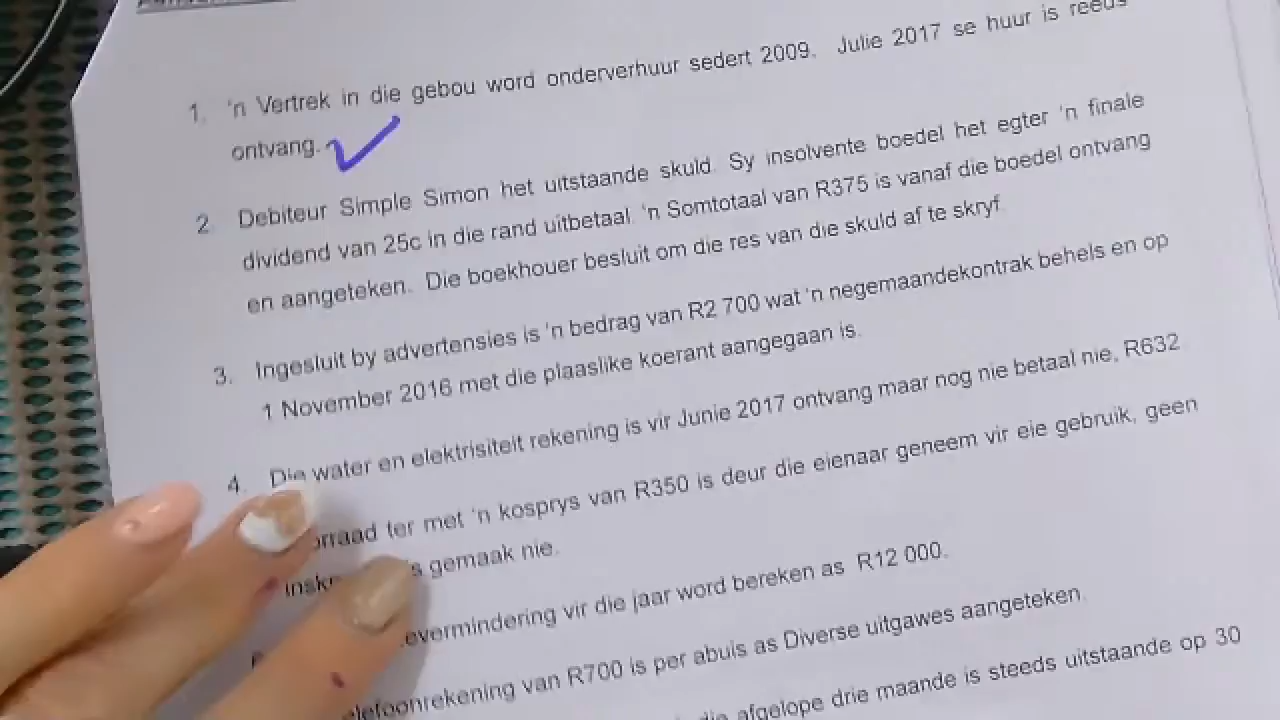 1. 'n Vertrek in die gebou word onderverhuur sedert 2009. Julie 2017 se huur is reeds
ontvang.
2. Debiteur Simple Simon het uitstaande skuld. Sy insolvente boedel het egter 'n finale
dividend van 25c in die rand uitbetaal. 'n Somtotaal van R375 is vanaf die boedel ontvang
en aangeteken. Die boekhouer besluit om die res van die skuld af te skryf.
3. Ingesluit by advertensies is 'n bedrag van R2 700 wat 'n negemaandekontrak behels en op
1 November 2016 met die plaaslike koerant aangegaan is.
4. Die water en elektrisiteit rekening is vir Junie 2017 ontvang maar nog nie betaal nie, R632
ter met 'n kosprys van R350 is deur die eienaar geneem vir eie gebruik, geen
gemaak nie.
vir die jaar word bereken as R12 000.
van R700 is per abuis as Diverse uitgawes aangeteken.
die afgelope drie maande is steeds uitstaande op 30